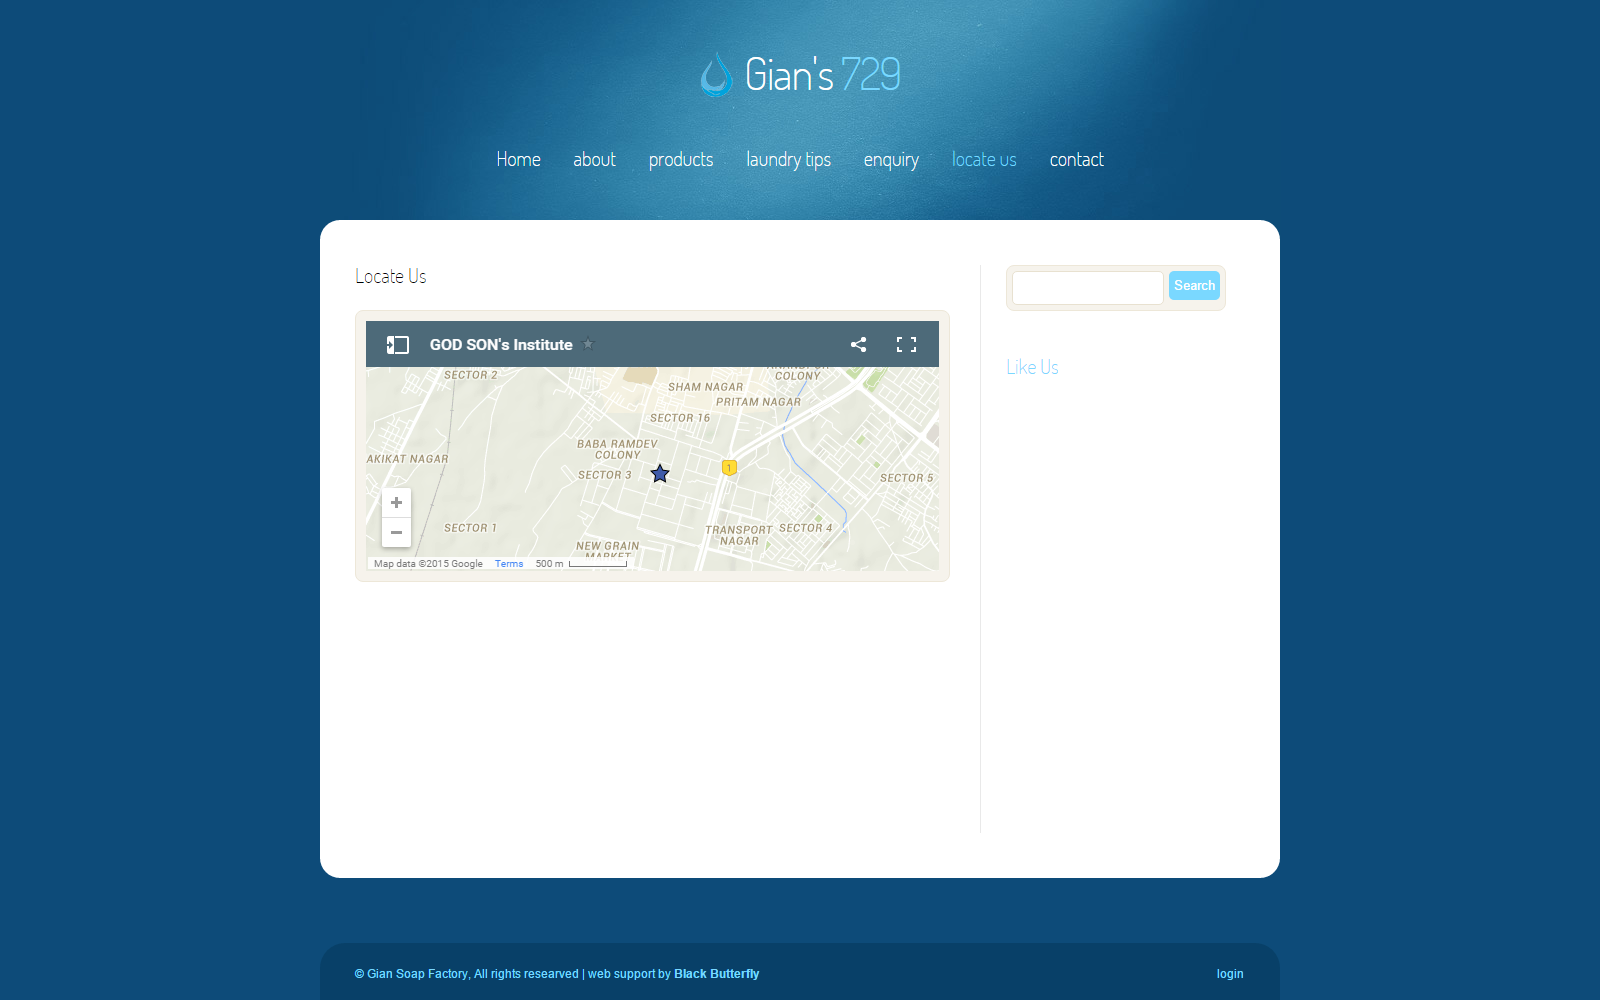 Gian's 729
Home about products laundry tips enquiry locate us contact
Locate Us
Search
Like Us
GOD SON's Institute
SECTOR 2
COLONY
SHAM NAGAR
PRITAM NAGAR
SECTOR 16
BABA RAMDEV
COLONY
AKIKAT NAGAR
SECTOR 3
1
SECTOR 5
SECTOR 1
TRANSPORT
NAGAR
SECTOR 4
NEW GRAIN
MARKET
Map data ©2015 Google Terms 500 m
© Gian Soap Factory, All rights researved | web support by Black Butterfly
login